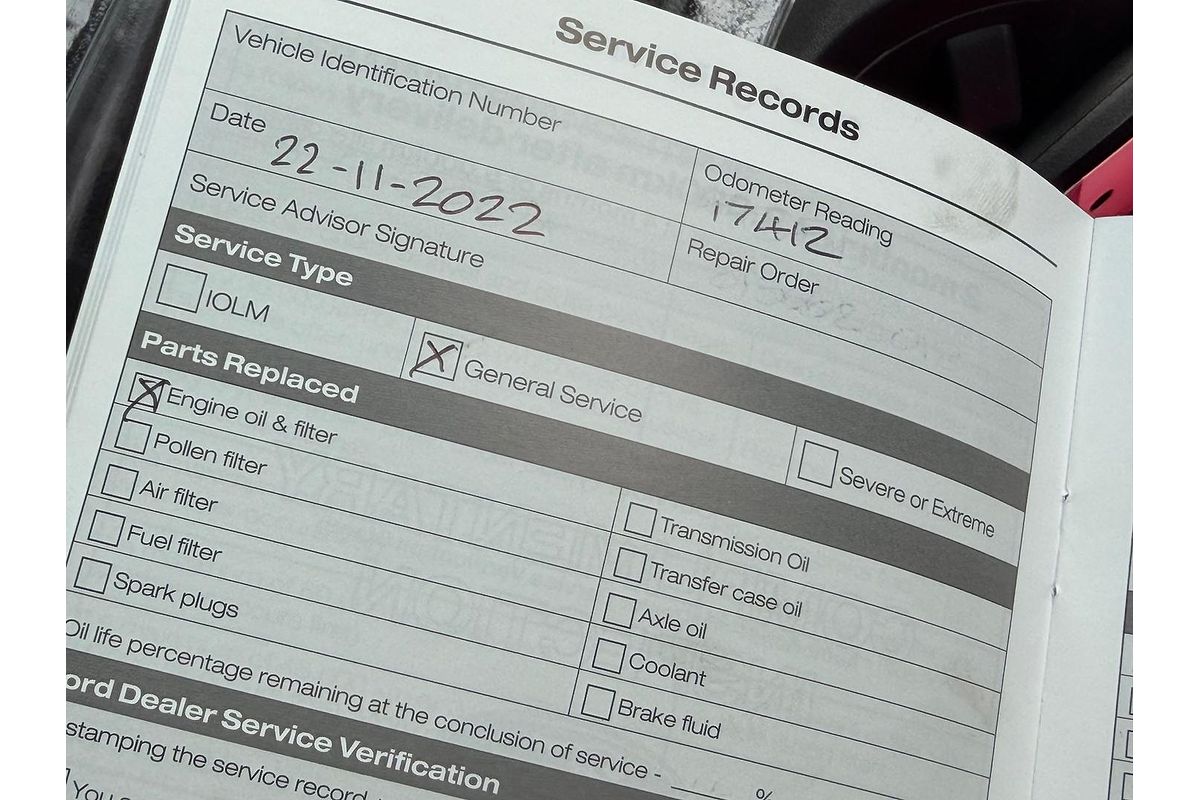 Service Records
Vehicle Identification Number
Date 22-11-2022
Odometer Reading
17412
Service Advisor Signature
Repair Order
Service Type
IOLM
General Service
Severe or Extreme
Parts Replaced
Engine oil & filter
Pollen filter
Air filter
Fuel filter
Spark plugs
Transmission Oil
Transfer case oil
Axle oil
Coolant
Brake fluid
Oil life percentage remaining at the conclusion of service - %
ord Dealer Service Verification
stamping the service record
You